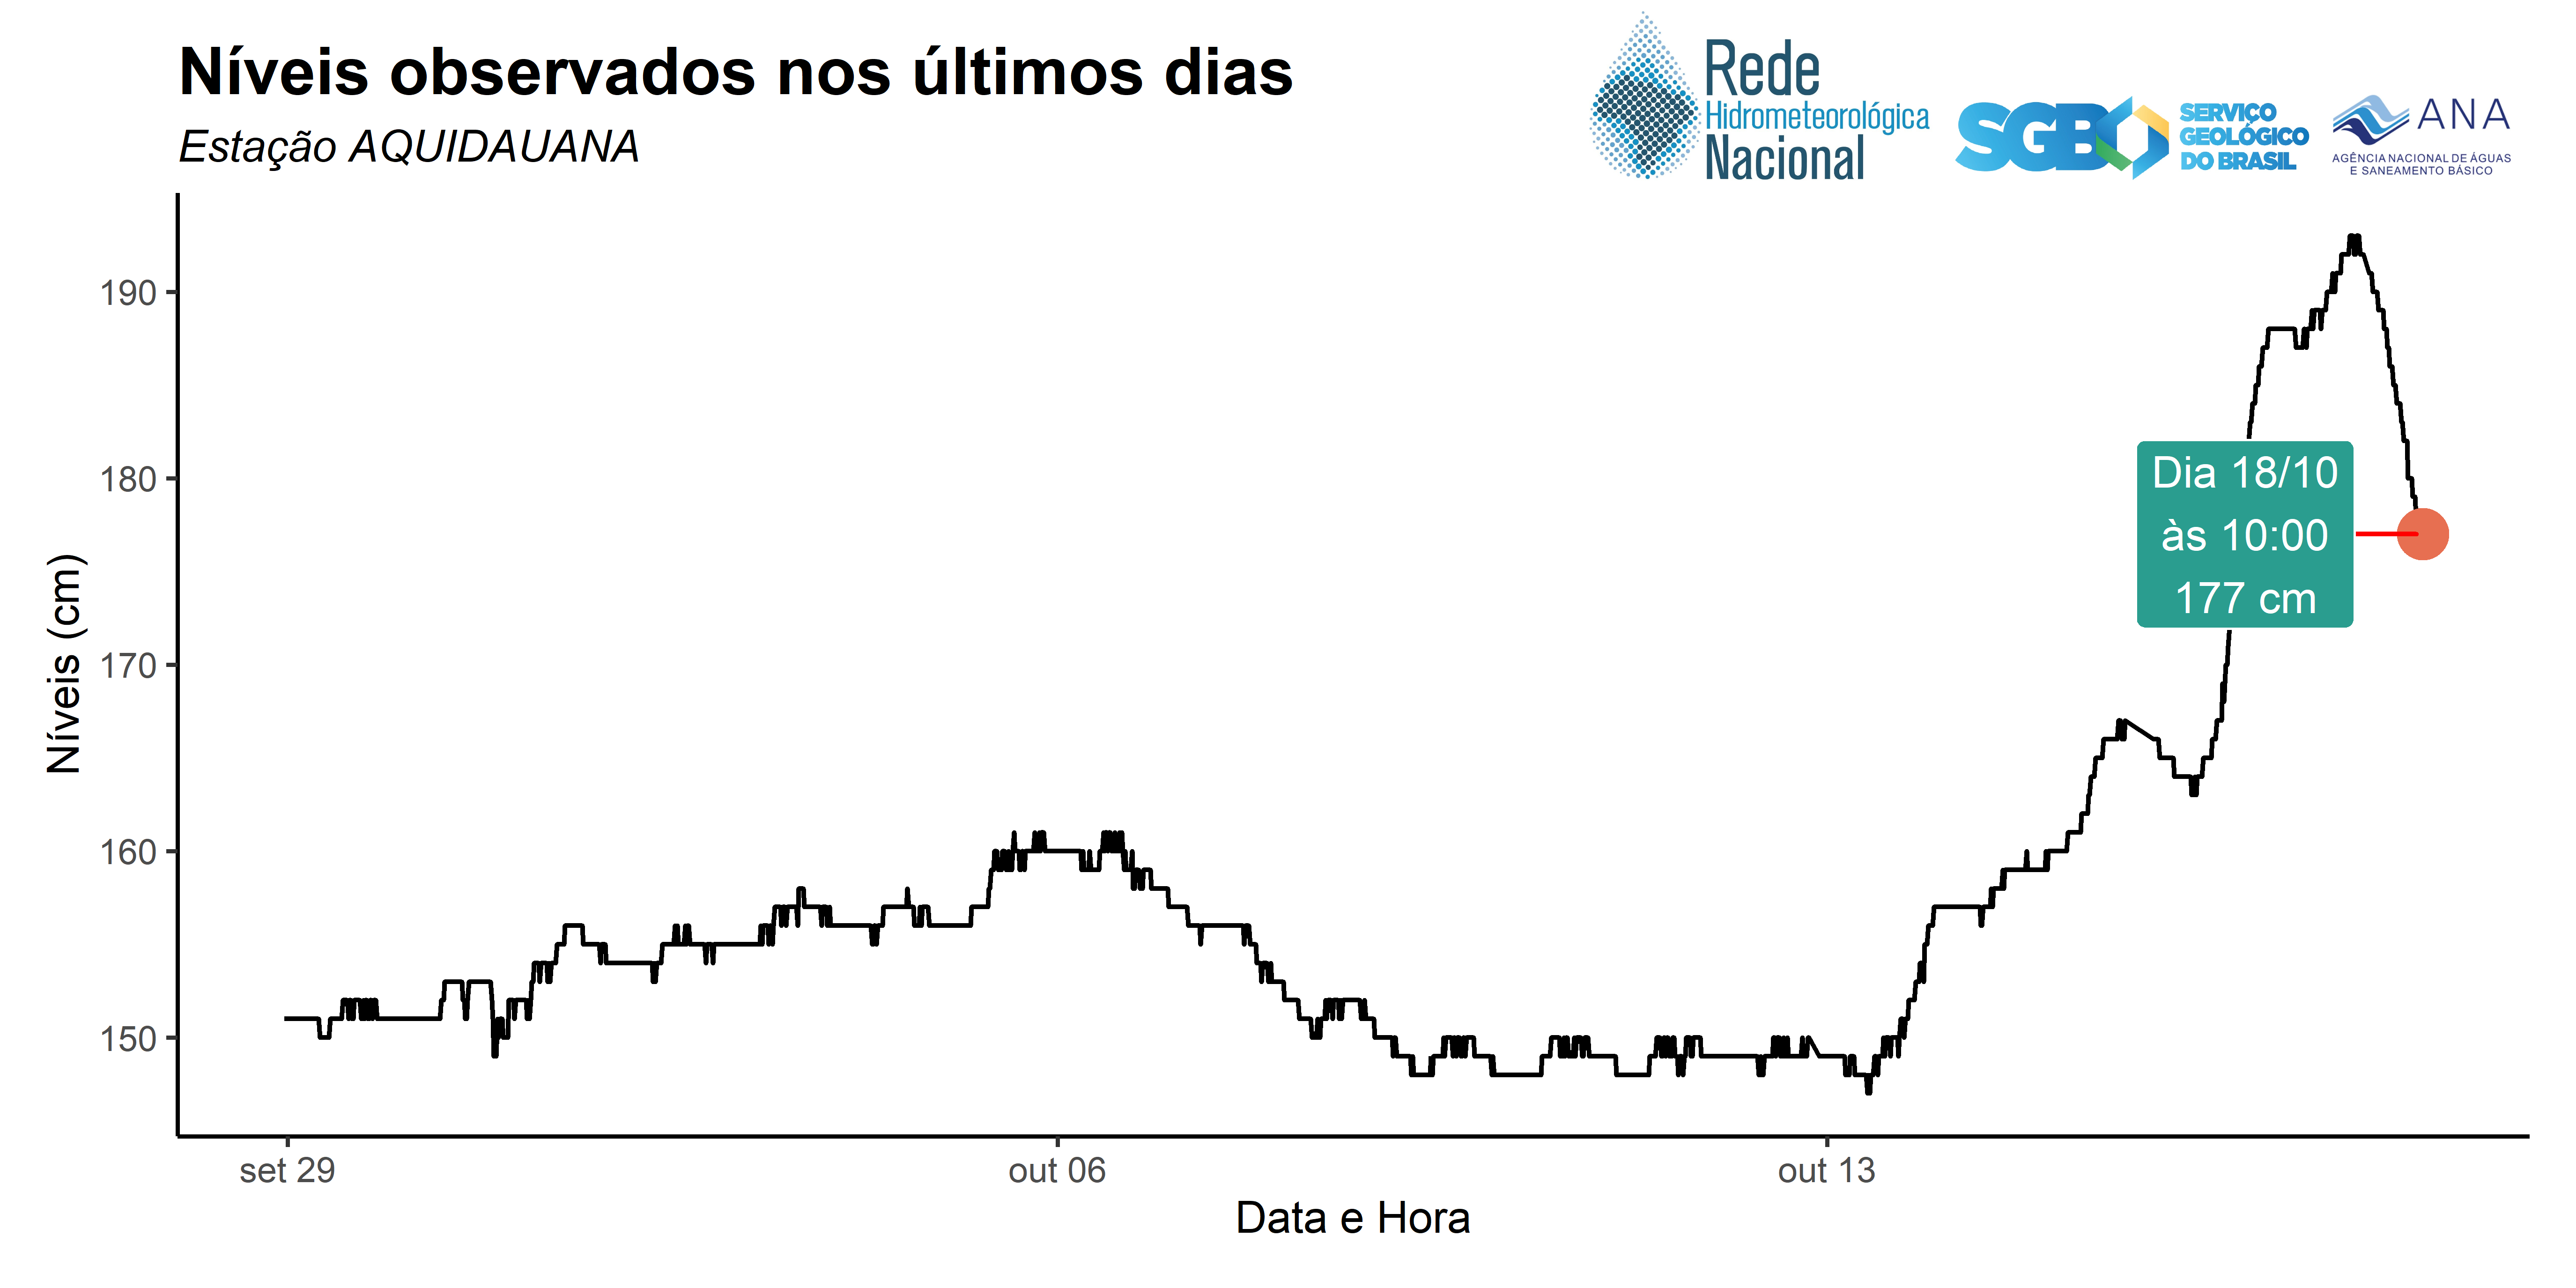 Níveis observados nos últimos dias
Estação AQUIDAUANA
Rede
Hidrometeorológica
Nacional
SGB
SERVIÇO
GEOLÓGICO
DO BRASIL
ANA
AGÊNCIA NACIONAL DE ÁGUAS
E SANEAMENTO BÁSICO
Níveis (cm)
190
180
170
160
150
Dia 18/10
às 10:00
177 cm
set 29
out 06
out 13
Data e Hora